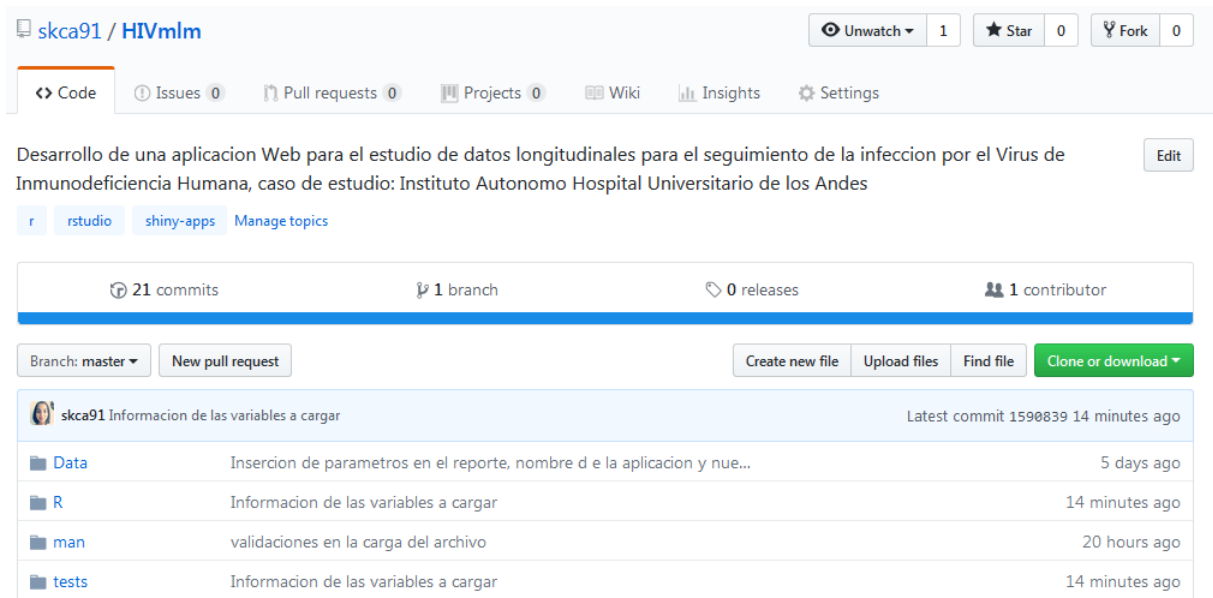 skca91 / HIVmlm
Unwatch 1 Star 0 Fork 0
Code Issues 0 Pull requests 0 Projects 0 Wiki Insights Settings
Desarrollo de una aplicacion Web para el estudio de datos longitudinales para el seguimiento de la infeccion por el Virus de
Inmunodeficiencia Humana, caso de estudio: Instituto Autonomo Hospital Universitario de los Andes
Edit
r rstudio shiny-apps Manage topics
21 commits 1 branch 0 releases 1 contributor
Branch: master New pull request Create new file Upload files Find file Clone or download
skca91 Informacion de las variables a cargar Latest commit 1590839 14 minutes ago
Data Insercion de parametros en el reporte, nombre d e la aplicacion y nue... 5 days ago
R Informacion de las variables a cargar 14 minutes ago
man validaciones en la carga del archivo 20 hours ago
tests Informacion de las variables a cargar 14 minutes ago